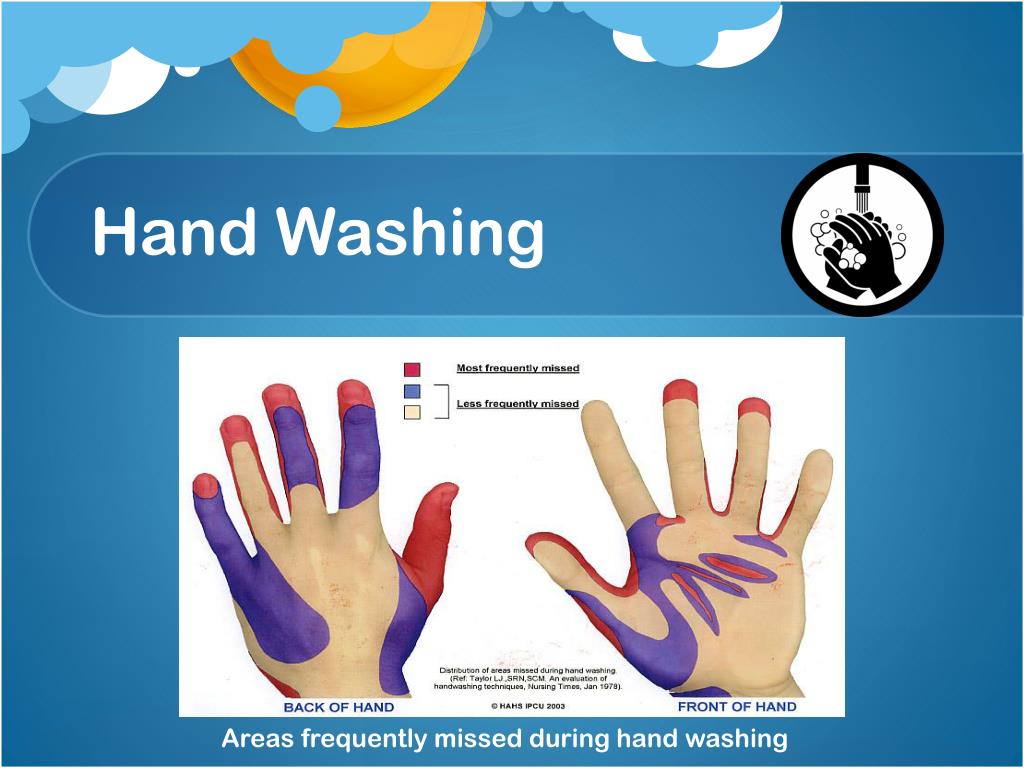 Hand Washing
Most frequently missed
Less frequently missed
Distribution of areas missed during hand washing.
(Ref. Taylor LJ.,SRN,SCM. An evaluation of
handwashing techniques, Nursing Times, Jan 1978).
© HAHS IPCU 2003
BACK OF HAND
FRONT OF HAND
Areas frequently missed during hand washing